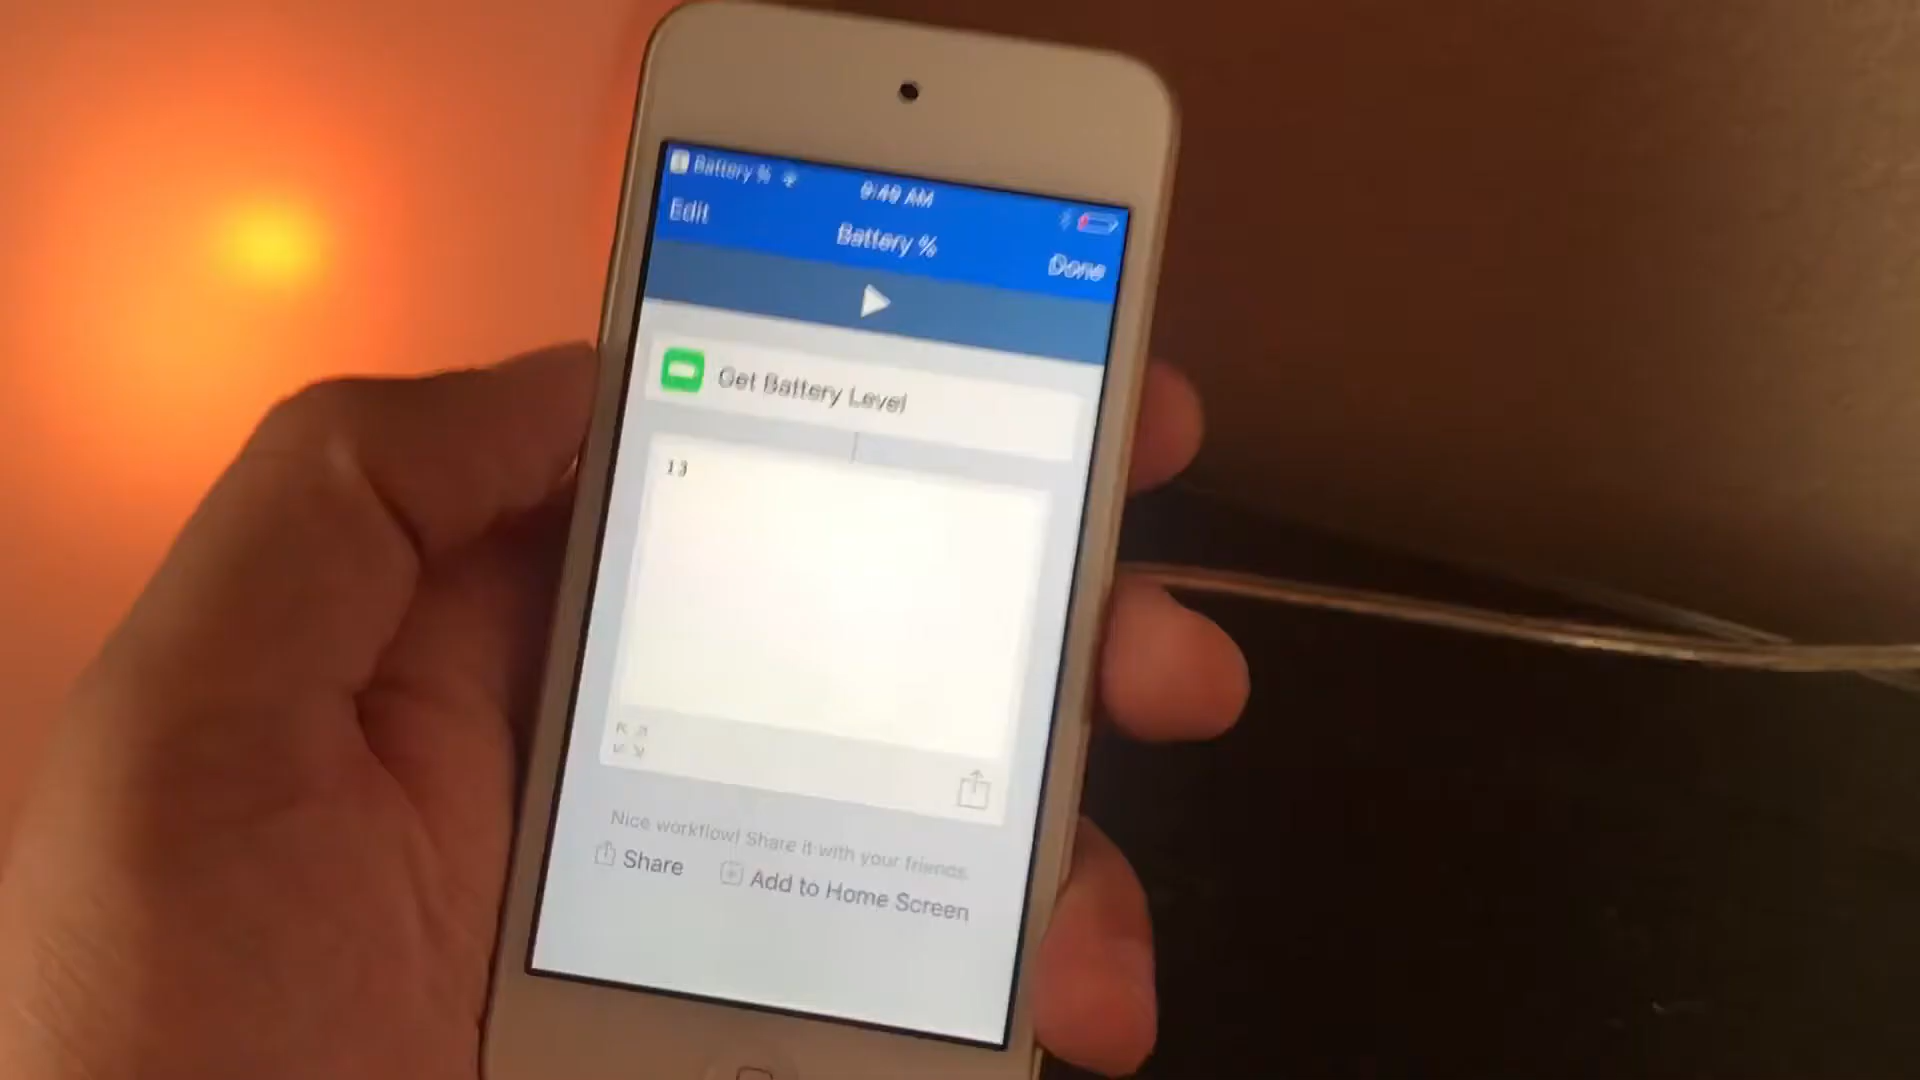 Battery %
9:49 AM
Edit
Battery %
Done
Get Battery Level
13
Nice workflow! Share it with your friends.
Share
Add to Home Screen